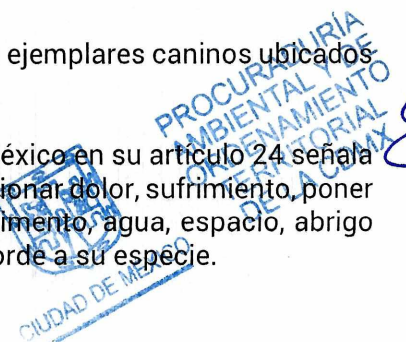 ejemplares caninos ubicados
éxico en su artículo 24 señala
ionar dolor, sufrimiento, poner
imento, agua, espacio, abrigo
orde a su especie.
PROCURADURÍA
AMBIENTAL Y DE
ORDENAMIENTO
TERRITORIAL
DE LA CDMX
CIUDAD DE MÉXICO